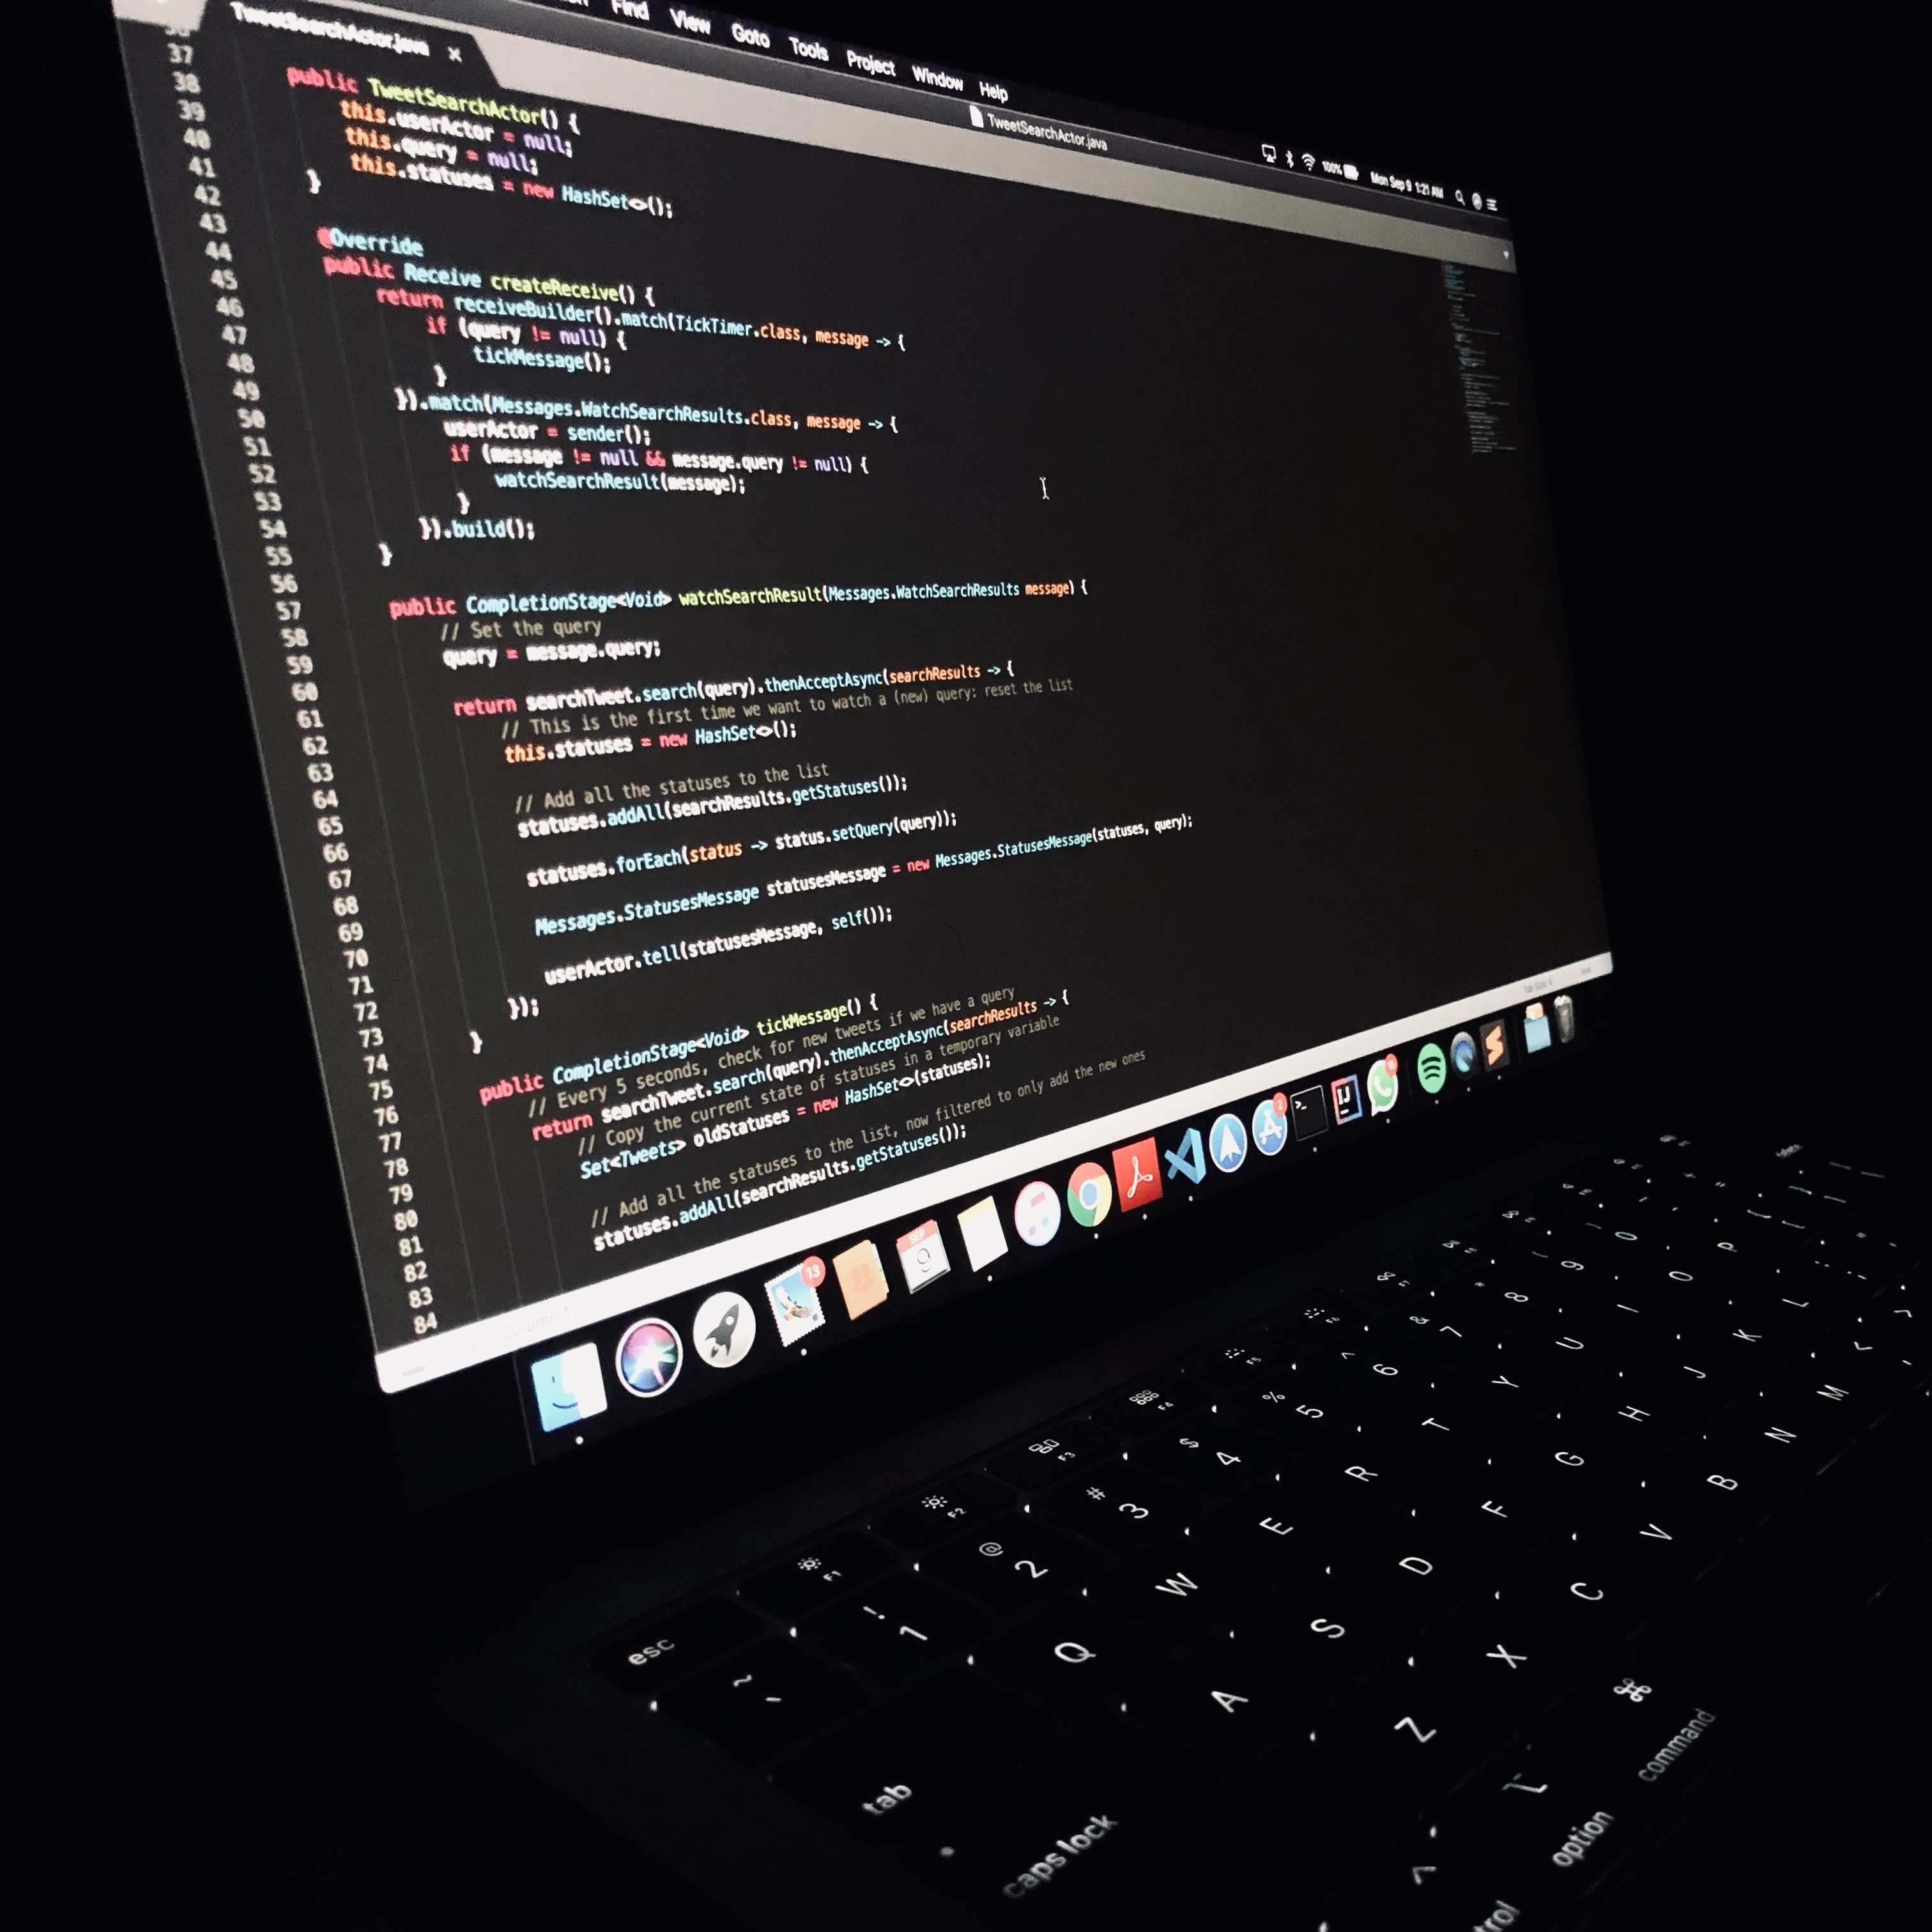 Find View Goto Tools Project Window Help
100% Mon Sep 9 1:21 AM
TweetSearchActor.java x
TweetSearchActor.java
37
38
39
40
41
42
43
44
45
46
47
48
49
50
51
52
53
54
55
56
57
58
59
60
61
62
63
64
65
66
67
68
69
70
71
72
73
74
75
76
77
78
79
80
81
82
83
84
public TweetSearchActor() {
this.userActor = null;
this.query = null;
this.statuses = new HashSet<>();
}
@Override
public Receive createReceive() {
return receiveBuilder().match(TickTimer.class, message -> {
if (query != null) {
tickMessage();
}
}).match(Messages.WatchSearchResults.class, message -> {
userActor = sender();
if (message != null && message.query != null) {
watchSearchResult(message);
}
}).build();
}
public CompletionStage<Void> watchSearchResult(Messages.WatchSearchResults message) {
// Set the query
query = message.query;
return searchTweet.search(query).thenAcceptAsync(searchResults -> {
// This is the first time we want to watch a (new) query: reset the list
this.statuses = new HashSet<>();
// Add all the statuses to the list
statuses.addAll(searchResults.getStatuses());
statuses.forEach(status -> status.setQuery(query));
Messages.StatusesMessage statusesMessage = new Messages.StatusesMessage(statuses, query);
userActor.tell(statusesMessage, self());
});
}
public CompletionStage<Void> tickMessage() {
// Every 5 seconds, check for new tweets if we have a query
return searchTweet.search(query).thenAcceptAsync(searchResults -> {
// Copy the current state of statuses in a temporary variable
Set<Tweets> oldStatuses = new HashSet<>(statuses);
// Add all the statuses to the list, now filtered to only add the new ones
statuses.addAll(searchResults.getStatuses());
Column 1
13
SEP
9
2
IJ
esc
F1
F2
F3
F4
F5
~ `
! 1
@ 2
# 3
$ 4
% 5
^ 6
7
8
9
0
tab
Q W E R T Y U I O P
caps lock
A S D F G H J K L
Z X C V B N M
option
command